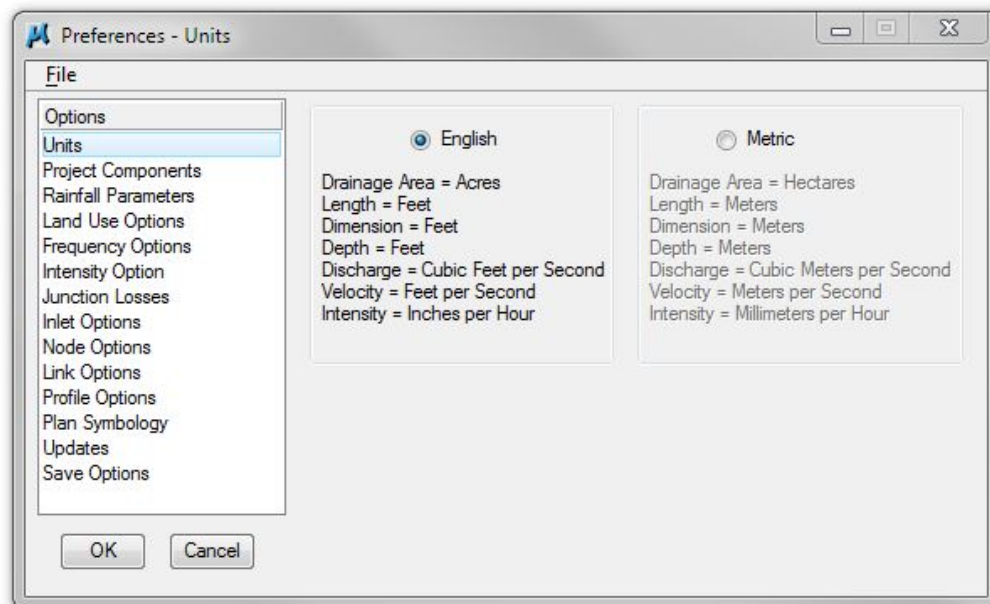 Preferences - Units
File
Options
Units
Project Components
Rainfall Parameters
Land Use Options
Frequency Options
Intensity Option
Junction Losses
Inlet Options
Node Options
Link Options
Profile Options
Plan Symbology
Updates
Save Options
OK
Cancel
English
Drainage Area = Acres
Length = Feet
Dimension = Feet
Depth = Feet
Discharge = Cubic Feet per Second
Velocity = Feet per Second
Intensity = Inches per Hour
Metric
Drainage Area = Hectares
Length = Meters
Dimension = Meters
Depth = Meters
Discharge = Cubic Meters per Second
Velocity = Meters per Second
Intensity = Millimeters per Hour